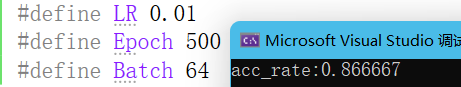 #define LR 0.01
#define Epoch 500
#define Batch 64
Microsoft Visual Studio 调试
acc_rate:0.866667